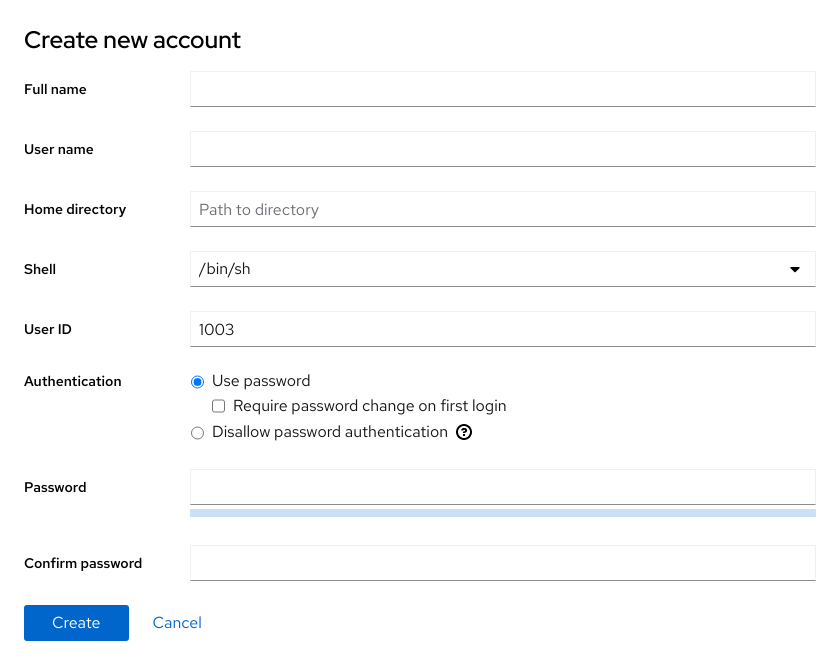 Create new account
Full name
User name
Home directory Path to directory
Shell /bin/sh
User ID 1003
Authentication Use password
Require password change on first login
Disallow password authentication ?
Password
Confirm password
Create Cancel